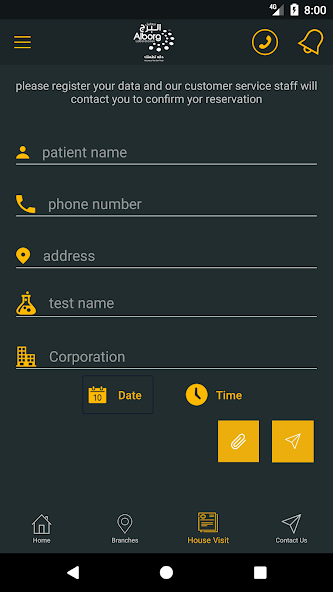 4G 8:00
البرج
Alborg
please register your data and our customer service staff will
contact you to confirm yor reservation
patient name
phone number
address
test name
Corporation
10 Date Time
Home Branches House Visit Contact Us